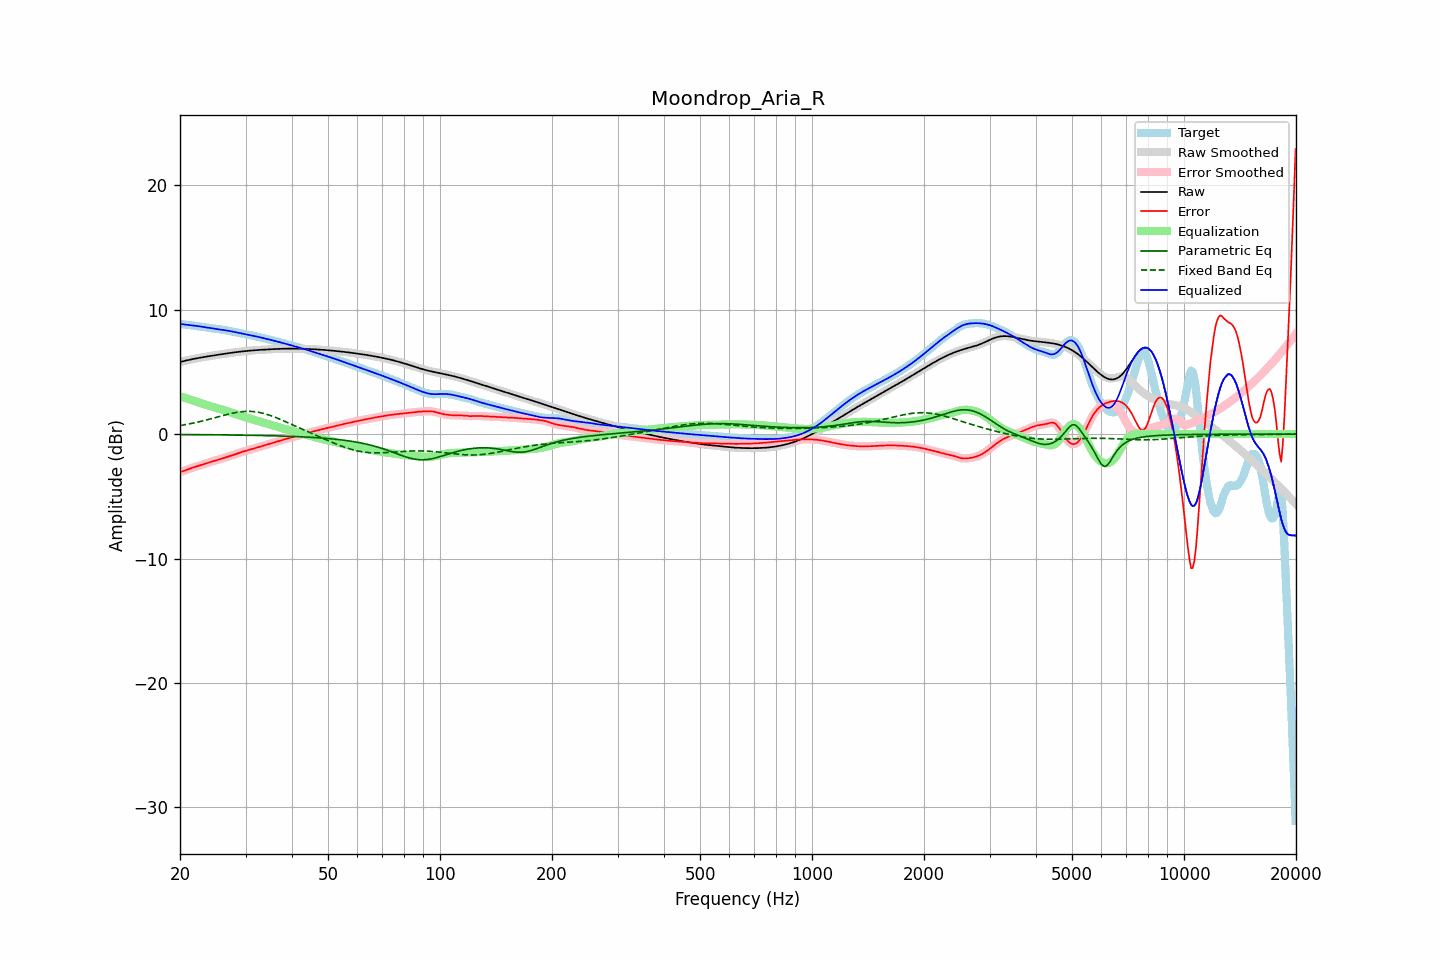 Moondrop_Aria_R
Target
Raw Smoothed
Error Smoothed
Raw
Error
Equalization
Parametric Eq
Fixed Band Eq
Equalized
20
10
0
−10
−20
−30
Amplitude (dBr)
20 50 100 200 500 1000 2000 5000 10000 20000
Frequency (Hz)